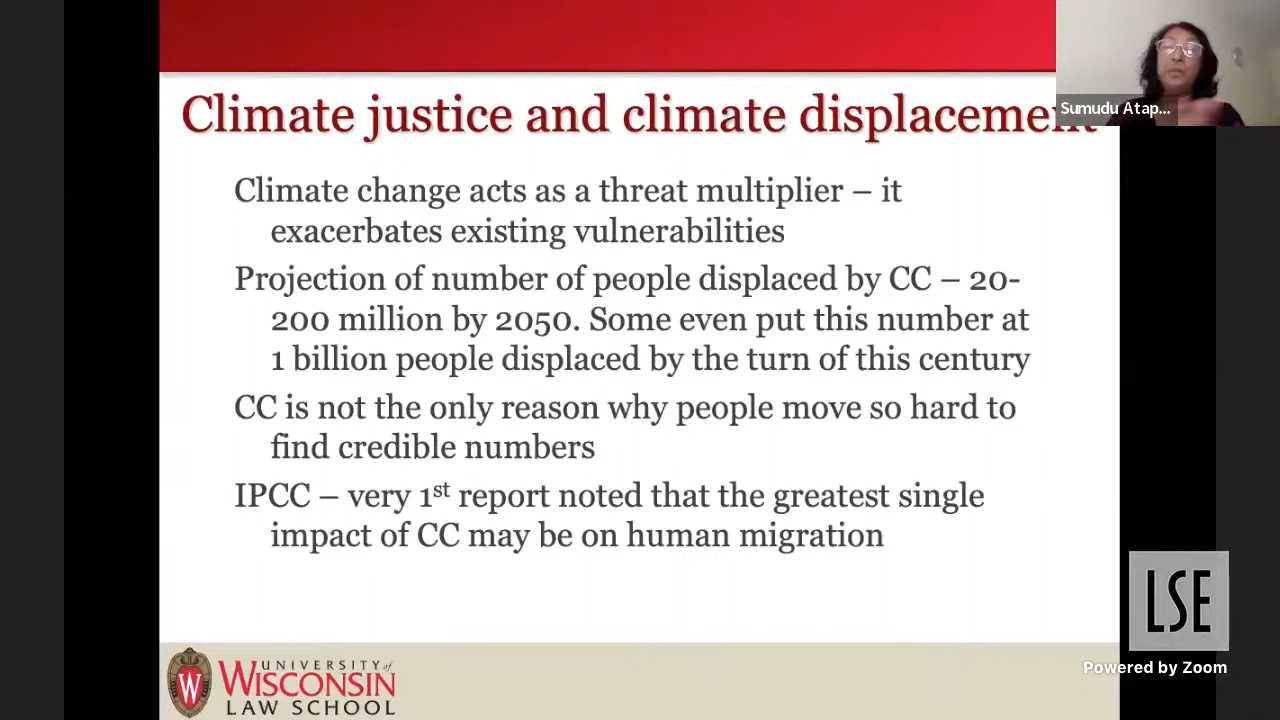 Climate justice and climate displacement
Sumudu Atap...
Climate change acts as a threat multiplier – it
exacerbates existing vulnerabilities
Projection of number of people displaced by CC – 20-
200 million by 2050. Some even put this number at
1 billion people displaced by the turn of this century
CC is not the only reason why people move so hard to
find credible numbers
IPCC – very 1st report noted that the greatest single
impact of CC may be on human migration
LSE
Powered by Zoom
W
UNIVERSITY of
WISCONSIN
LAW SCHOOL